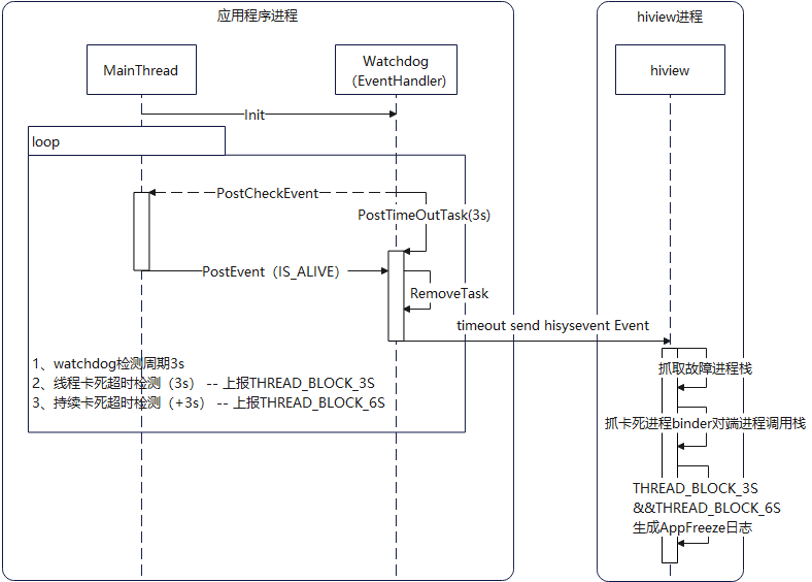 应用程序进程
hiview进程
MainThread
Watchdog
（EventHandler）
hiview
Init
loop
PostCheckEvent
PostTimeOutTask(3s)
PostEvent（IS_ALIVE）
RemoveTask
timeout send hisysevent Event
1、watchdog检测周期3s
2、线程卡死超时检测（3s） -- 上报THREAD_BLOCK_3S
3、持续卡死超时检测（+3s） -- 上报THREAD_BLOCK_6S
抓取故障进程栈
抓卡死进程binder对端进程调用栈
THREAD_BLOCK_3S
&&THREAD_BLOCK_6S
生成AppFreeze日志